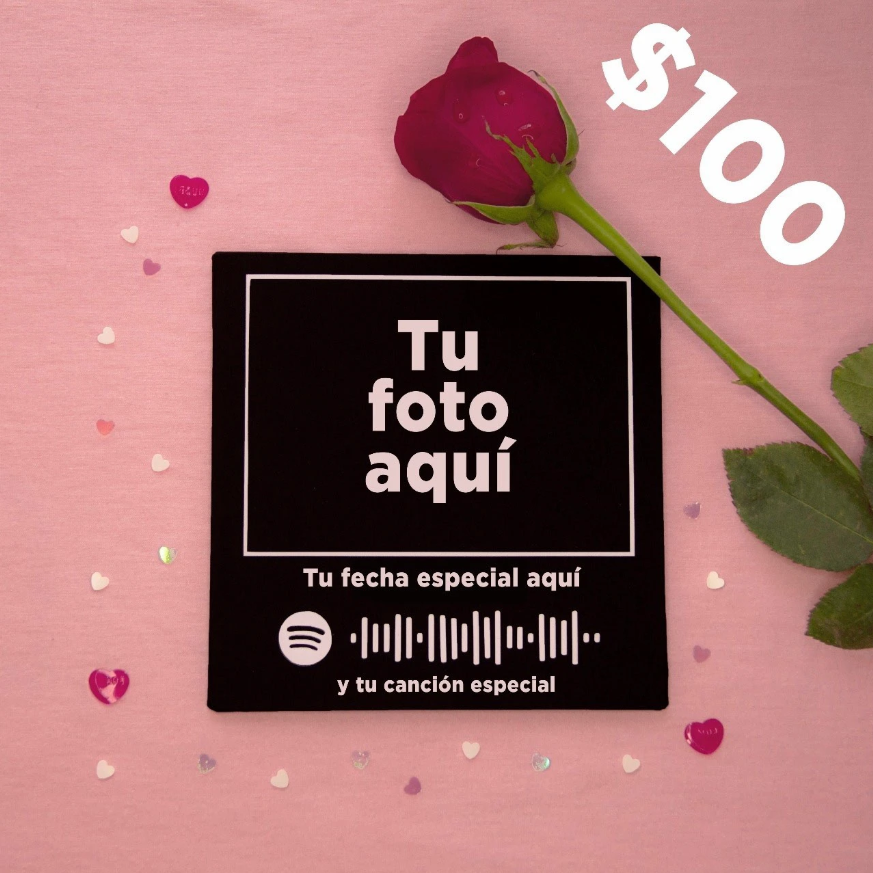 $100
Tu
foto
aquí
Tu fecha especial aquí
y tu canción especial